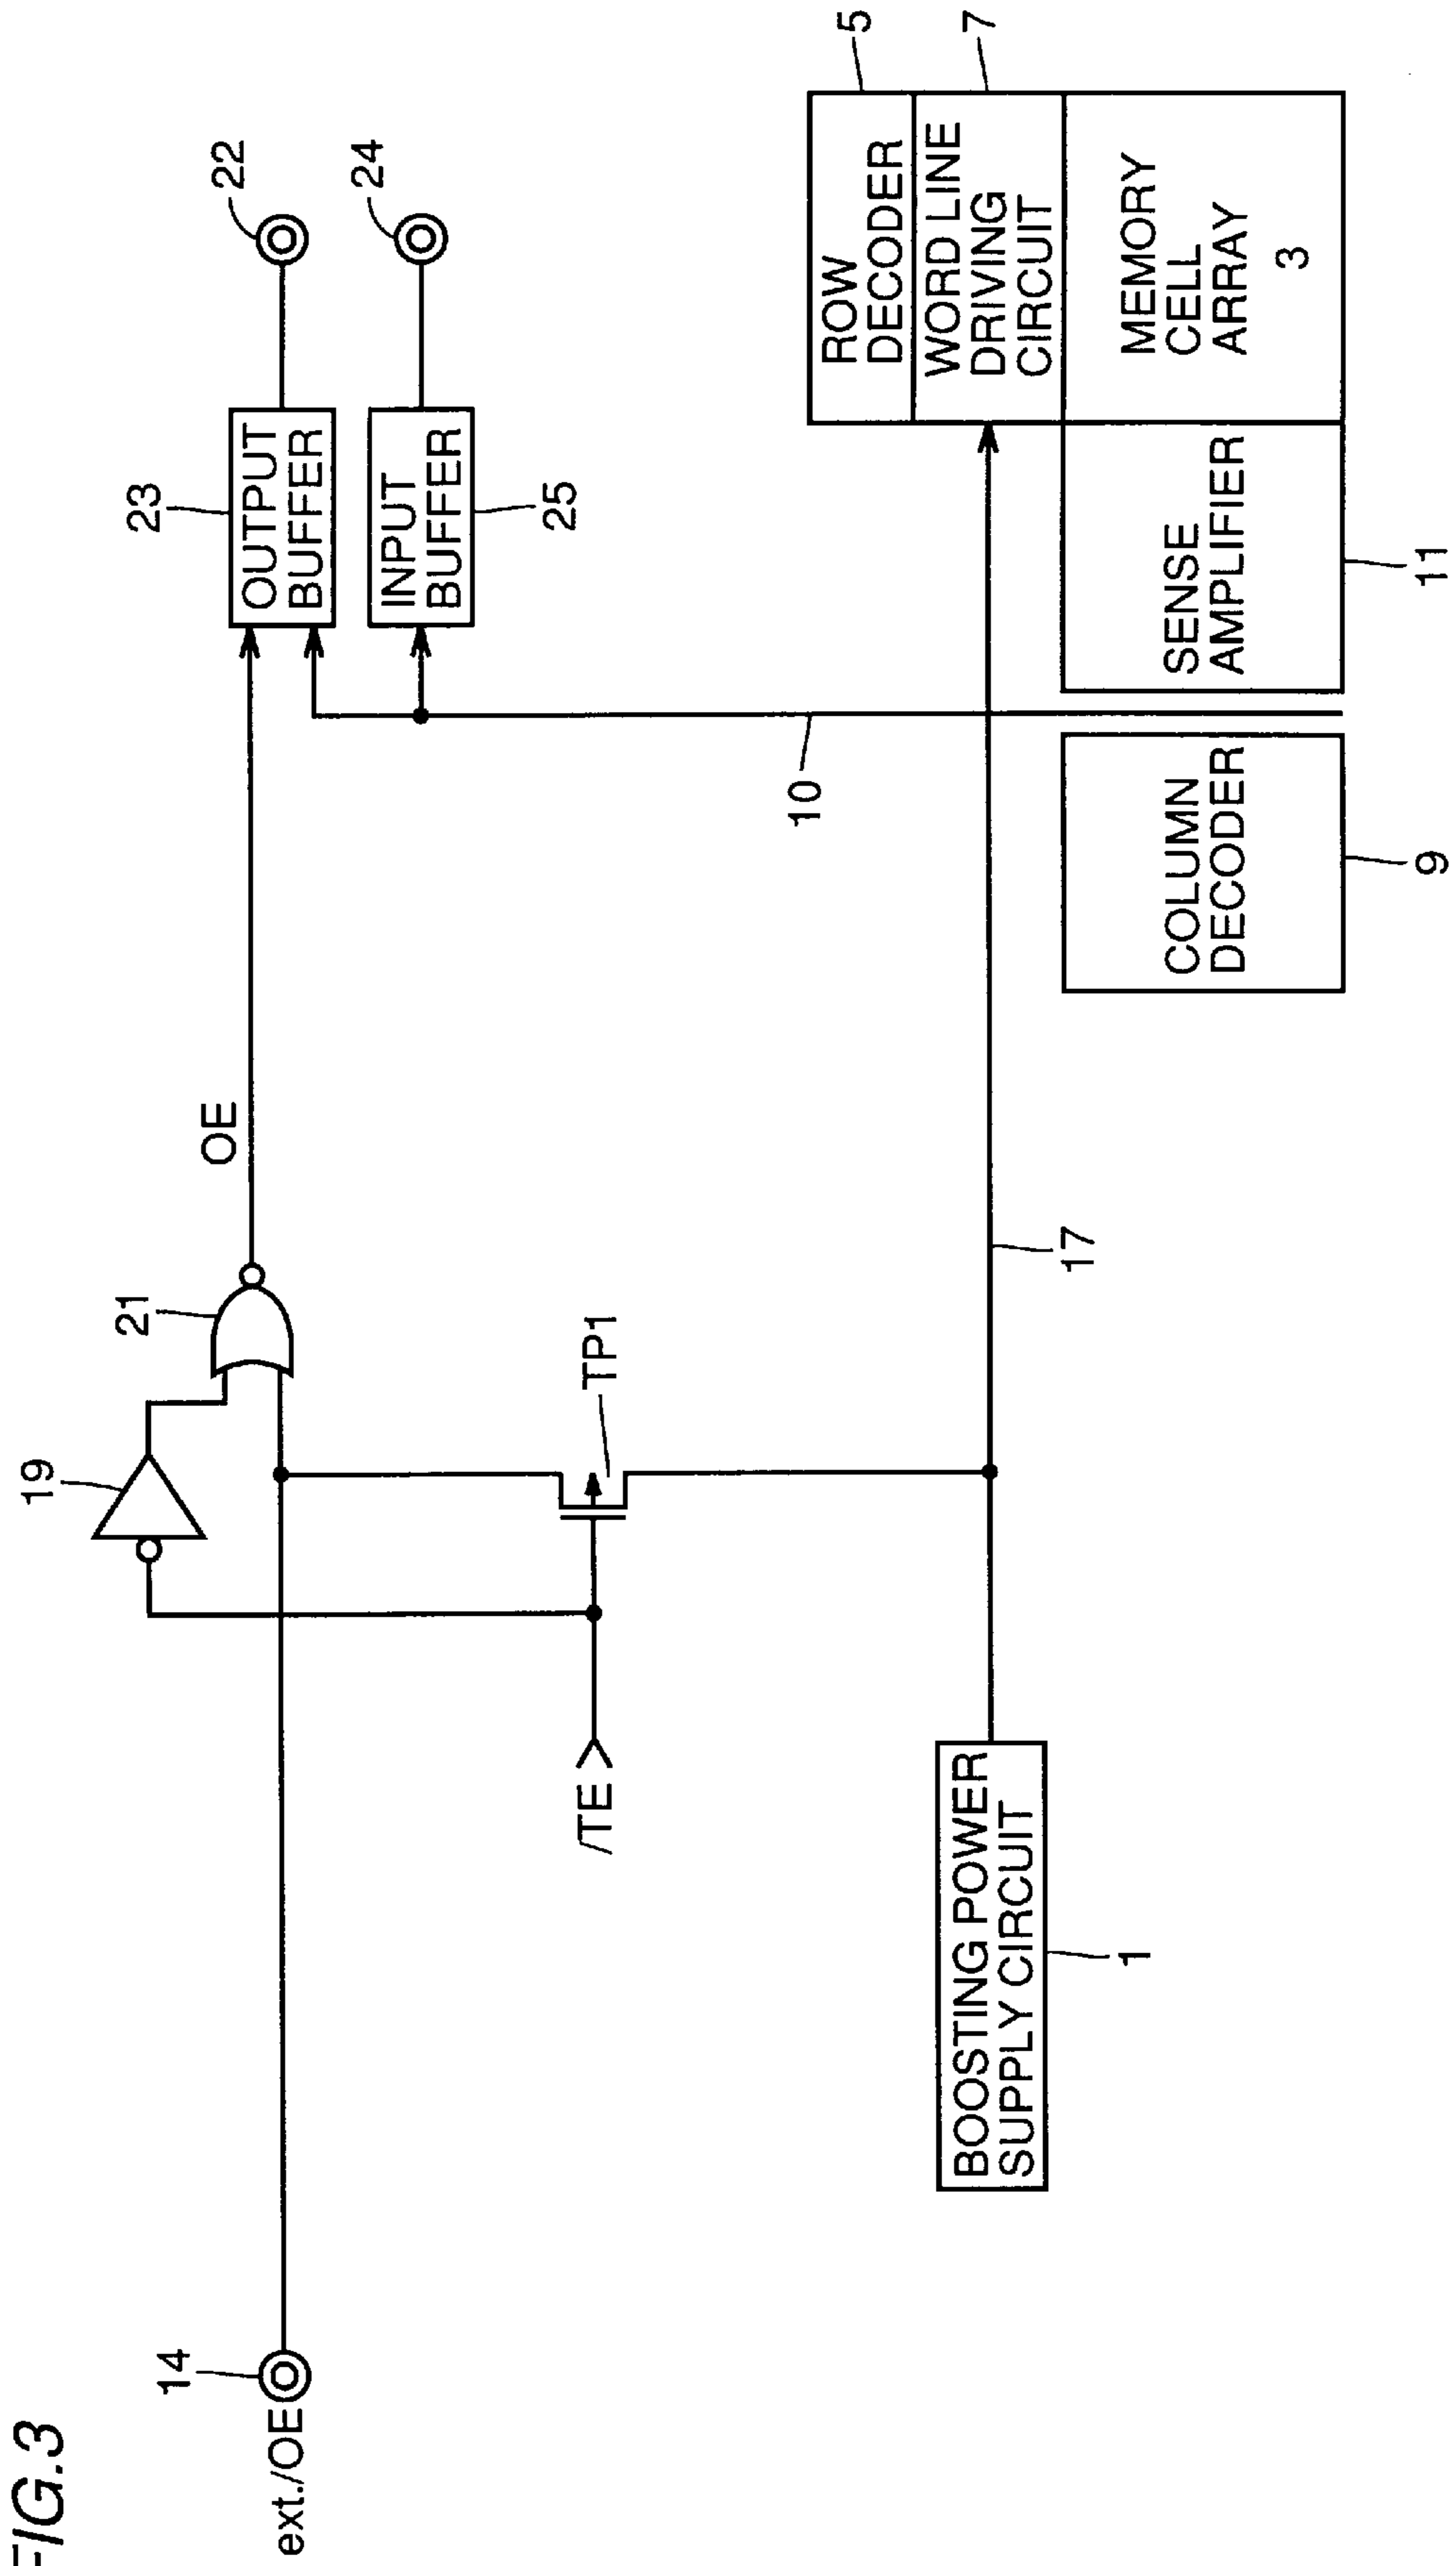 FIG.3
ext./OE
14
19
21
OE
23
OUTPUT
BUFFER
22
INPUT
BUFFER
25
24
/TE
TP1
10
BOOSTING POWER
SUPPLY CIRCUIT
1
17
ROW
DECODER
5
WORD LINE
DRIVING
CIRCUIT
7
MEMORY
CELL
ARRAY
3
SENSE
AMPLIFIER
11
COLUMN
DECODER
9